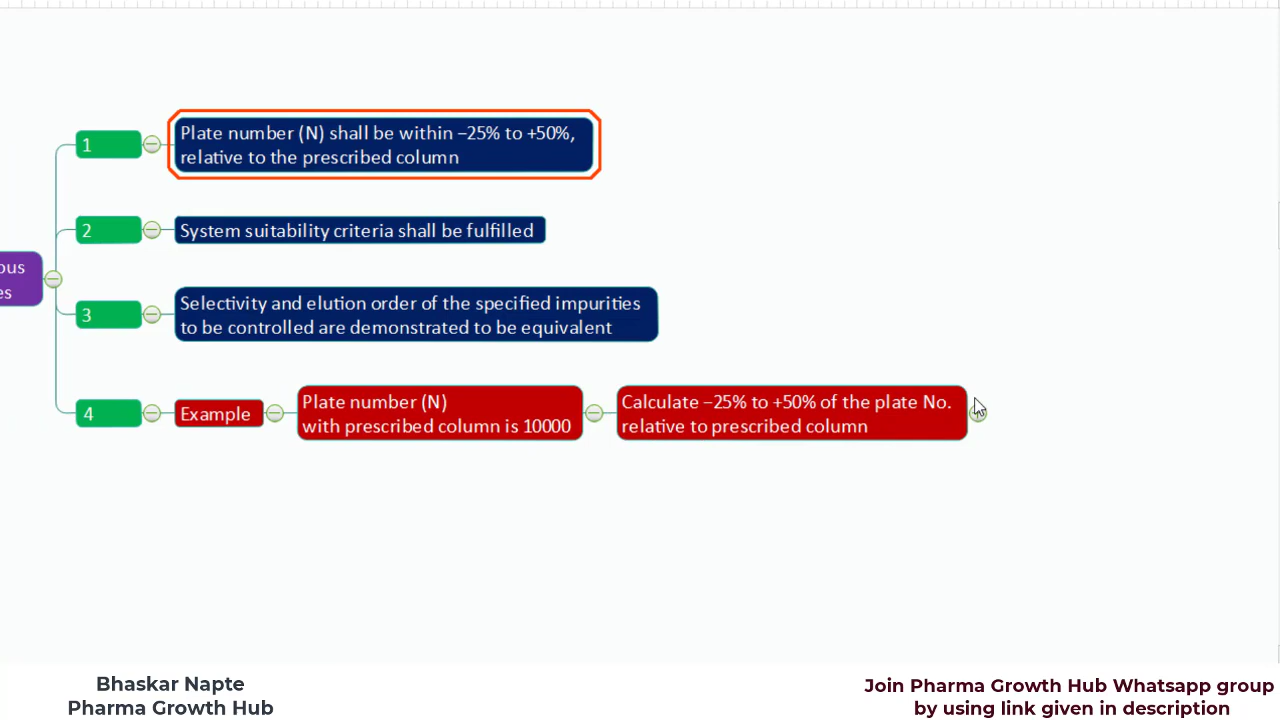 1
Plate number (N) shall be within –25% to +50%,
relative to the prescribed column
2
System suitability criteria shall be fulfilled
3
Selectivity and elution order of the specified impurities
to be controlled are demonstrated to be equivalent
4
Example
Plate number (N)
with prescribed column is 10000
Calculate –25% to +50% of the plate No.
relative to prescribed column
Bhaskar Napte
Pharma Growth Hub
Join Pharma Growth Hub Whatsapp group
by using link given in description